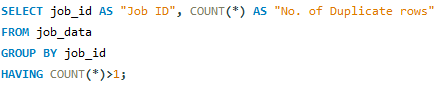 SELECT job_id AS "Job ID", COUNT(*) AS "No. of Duplicate rows"
FROM job_data
GROUP BY job_id
HAVING COUNT(*)>1;